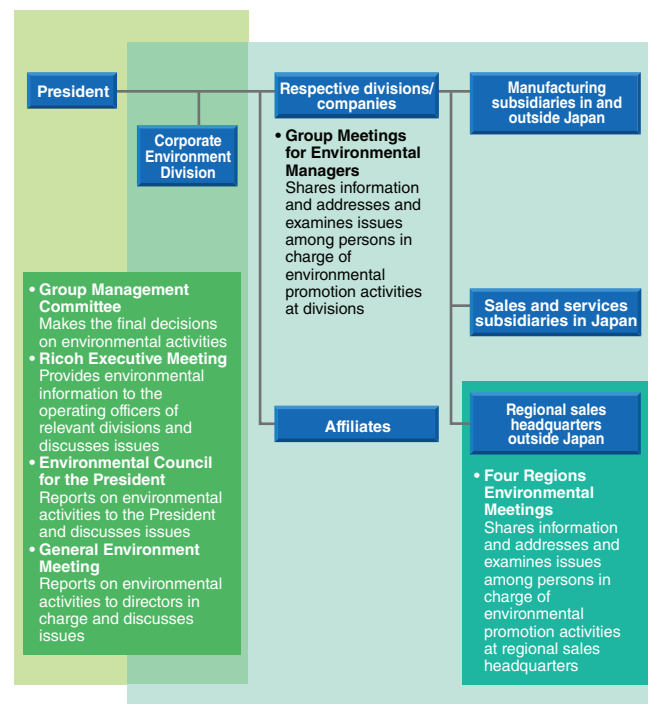 President
Corporate
Environment
Division
Respective divisions/
companies
• Group Meetings
for Environmental
Managers
Shares information
and addresses and
examines issues
among persons in
charge of
environmental
promotion activities
at divisions
Manufacturing
subsidiaries in and
outside Japan
Sales and services
subsidiaries in Japan
• Group Management
Committee
Makes the final decisions
on environmental activities
• Ricoh Executive Meeting
Provides environmental
information to the
operating officers of
relevant divisions and
discusses issues
• Environmental Council
for the President
Reports on environmental
activities to the President
and discusses issues
• General Environment
Meeting
Reports on environmental
activities to directors in
charge and discusses
issues
Affiliates
Regional sales
headquarters
outside Japan
• Four Regions
Environmental
Meetings
Shares information
and addresses and
examines issues
among persons in
charge of
environmental
promotion activities
at regional sales
headquarters